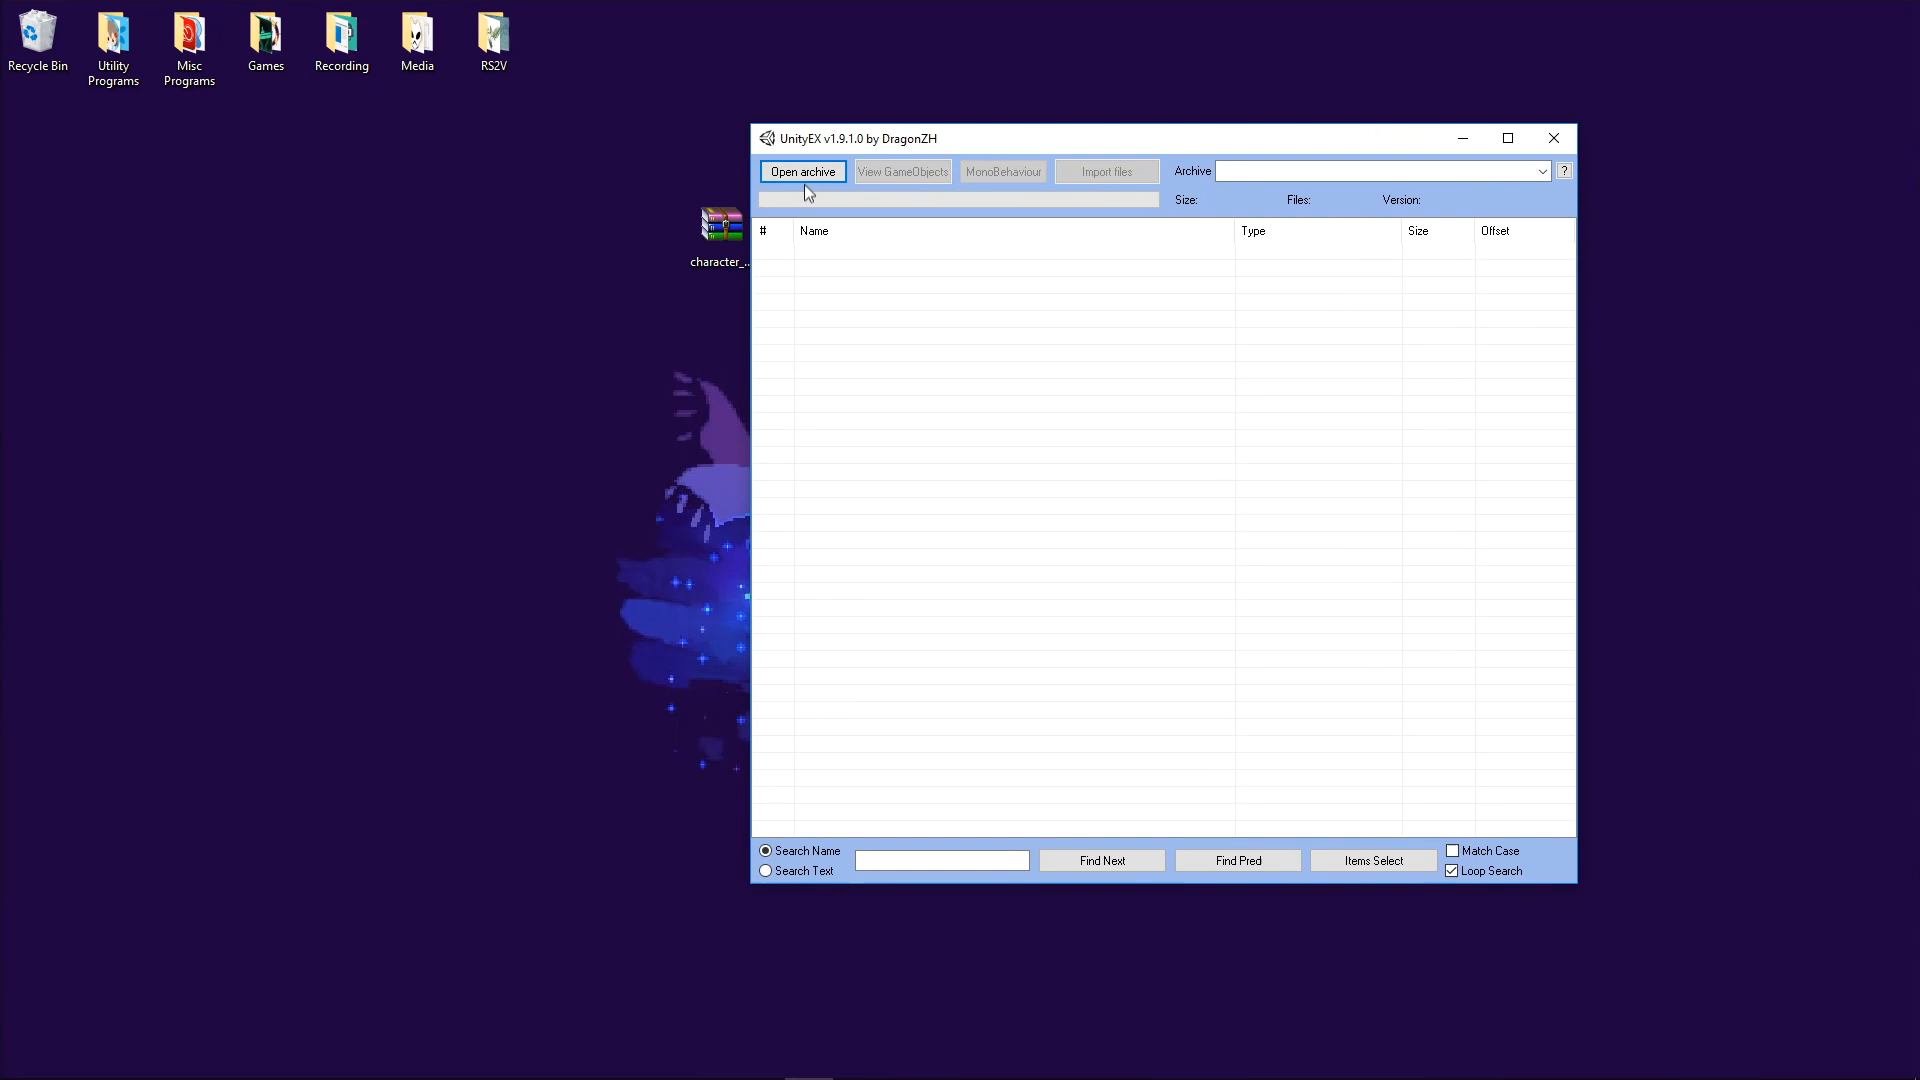 Recycle Bin
Utility
Programs
Misc
Programs
Games
Recording
Media
RS2V
character_...
UnityEX v1.9.1.0 by DragonZH
Open archive
View GameObjects
MonoBehaviour
Import files
Archive
?
Size:
Files:
Version:
#
Name
Type
Size
Offset
Search Name
Search Text
Find Next
Find Pred
Items Select
Match Case
Loop Search